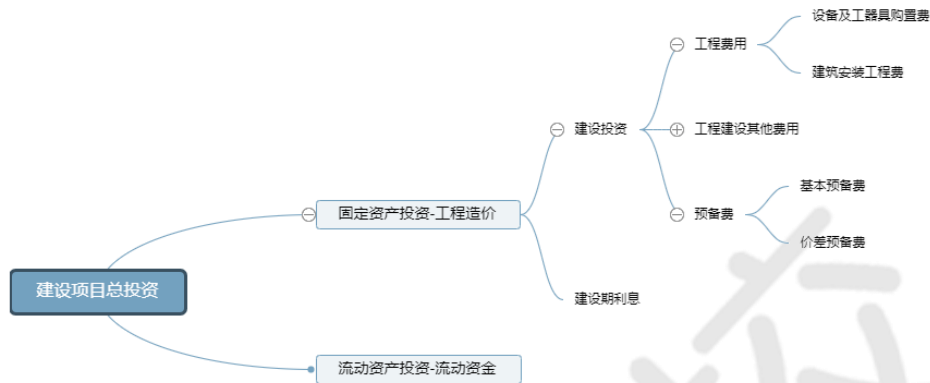 设备及工器具购置费
工程费用
建筑安装工程费
建设投资
工程建设其他费用
基本预备费
预备费
固定资产投资-工程造价
价差预备费
建设项目总投资
建设期利息
流动资产投资-流动资金